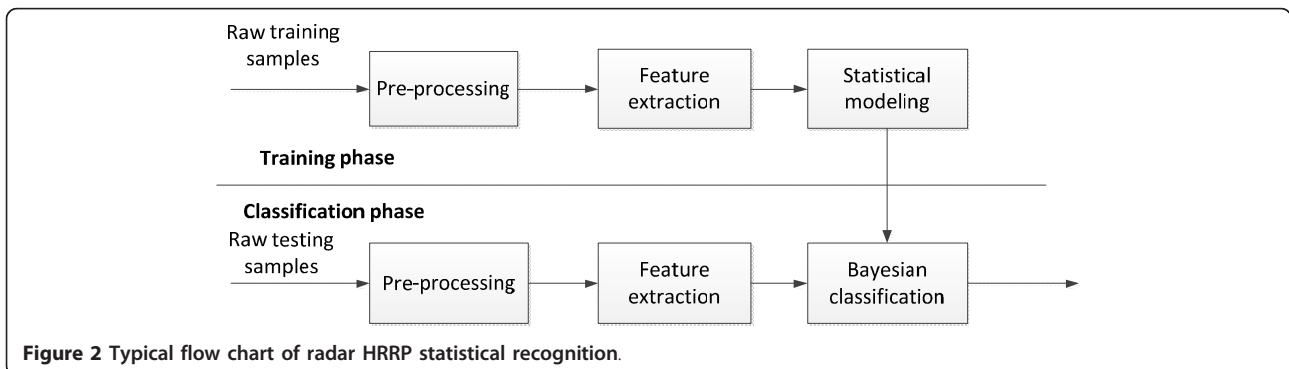 Raw training
samples
Pre-processing
Feature
extraction
Statistical
modeling
Training phase
Classification phase
Raw testing
samples
Pre-processing
Feature
extraction
Bayesian
classification
Figure 2 Typical flow chart of radar HRRP statistical recognition.